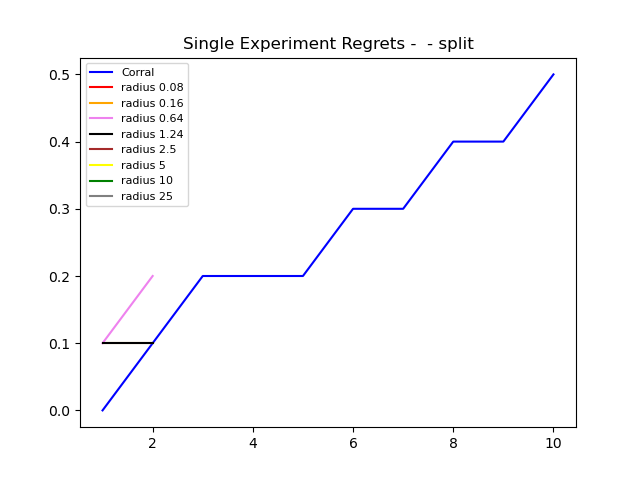 Single Experiment Regrets -  - split
Corral
radius 0.08
radius 0.16
radius 0.64
radius 1.24
radius 2.5
radius 5
radius 10
radius 25
0.5
0.4
0.3
0.2
0.1
0.0
2 4 6 8 10